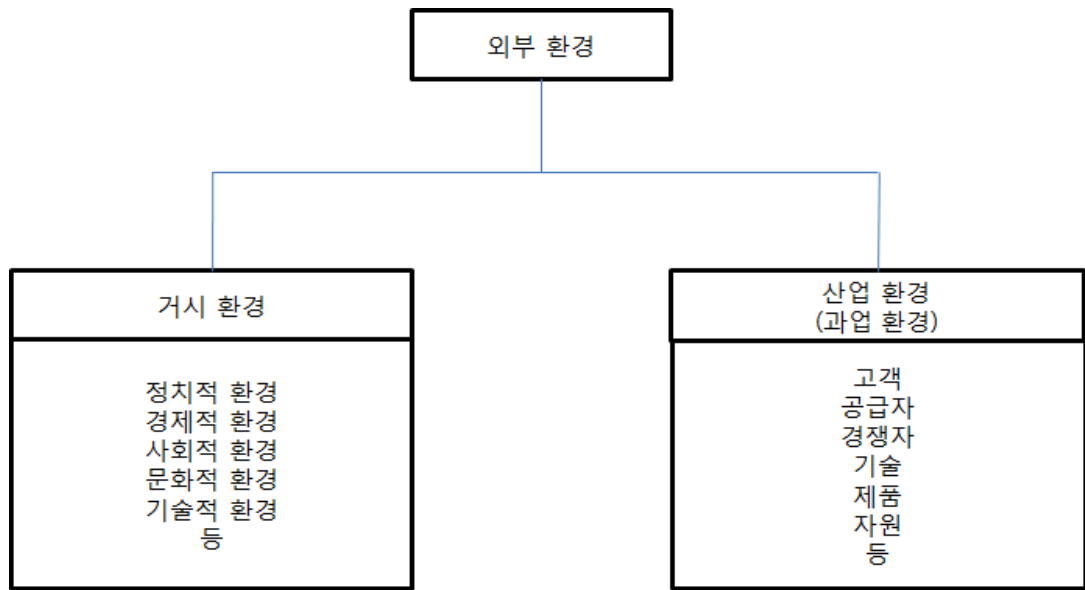 외부 환경
거시 환경
정치적 환경
경제적 환경
사회적 환경
문화적 환경
기술적 환경
등
산업 환경
(과업 환경)
고객
공급자
경쟁자
기술
제품
자원
등